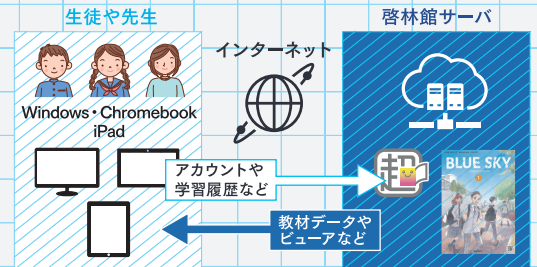 生徒や先生
啓林館サーバ
インターネット
Windows・Chromebook
iPad
アカウントや
学習履歴など
超
BLUE SKY
教材データや
ビューアなど